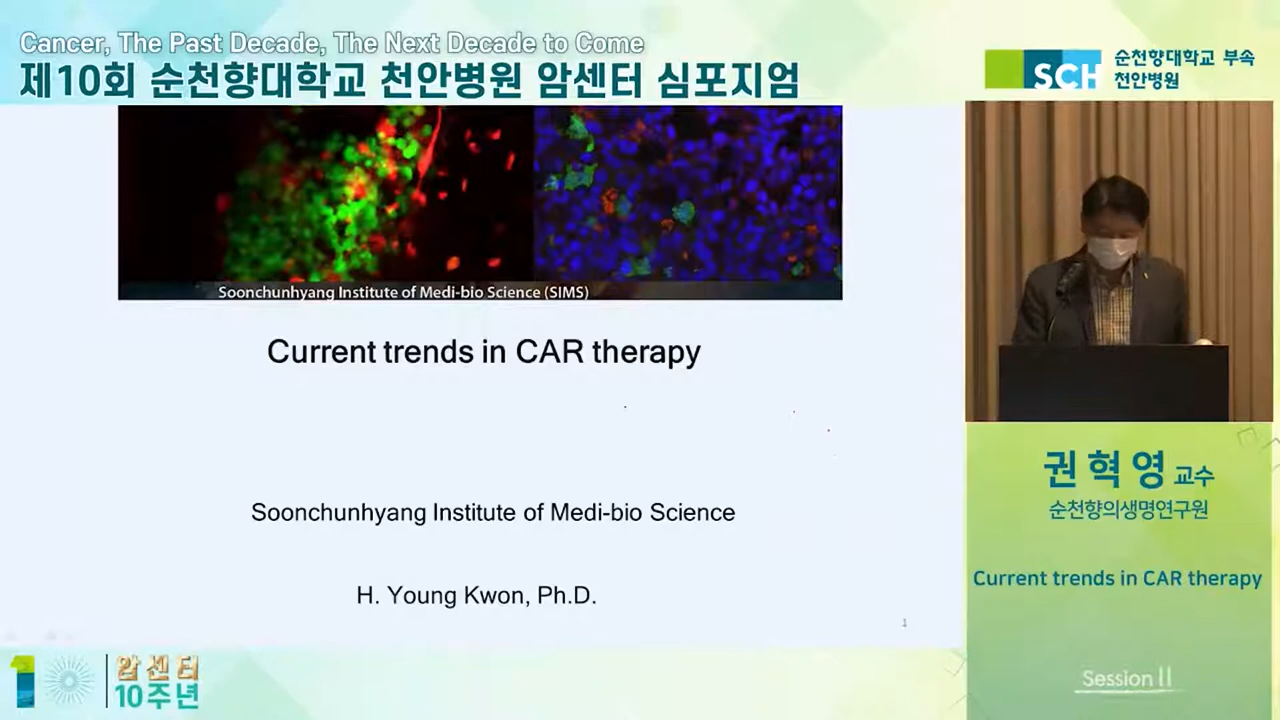 Cancer, The Past Decade, The Next Decade to Come
제10회 순천향대학교 천안병원 암센터 심포지엄
SCH
순천향대학교 부속
천안병원
Soonchunhyang Institute of Medi-bio Science (SIMS)
Current trends in CAR therapy
Soonchunhyang Institute of Medi-bio Science
H. Young Kwon, Ph.D.
1
권혁영 교수
순천향의생명연구원
Current trends in CAR therapy
Session II
1
암센터
10주년